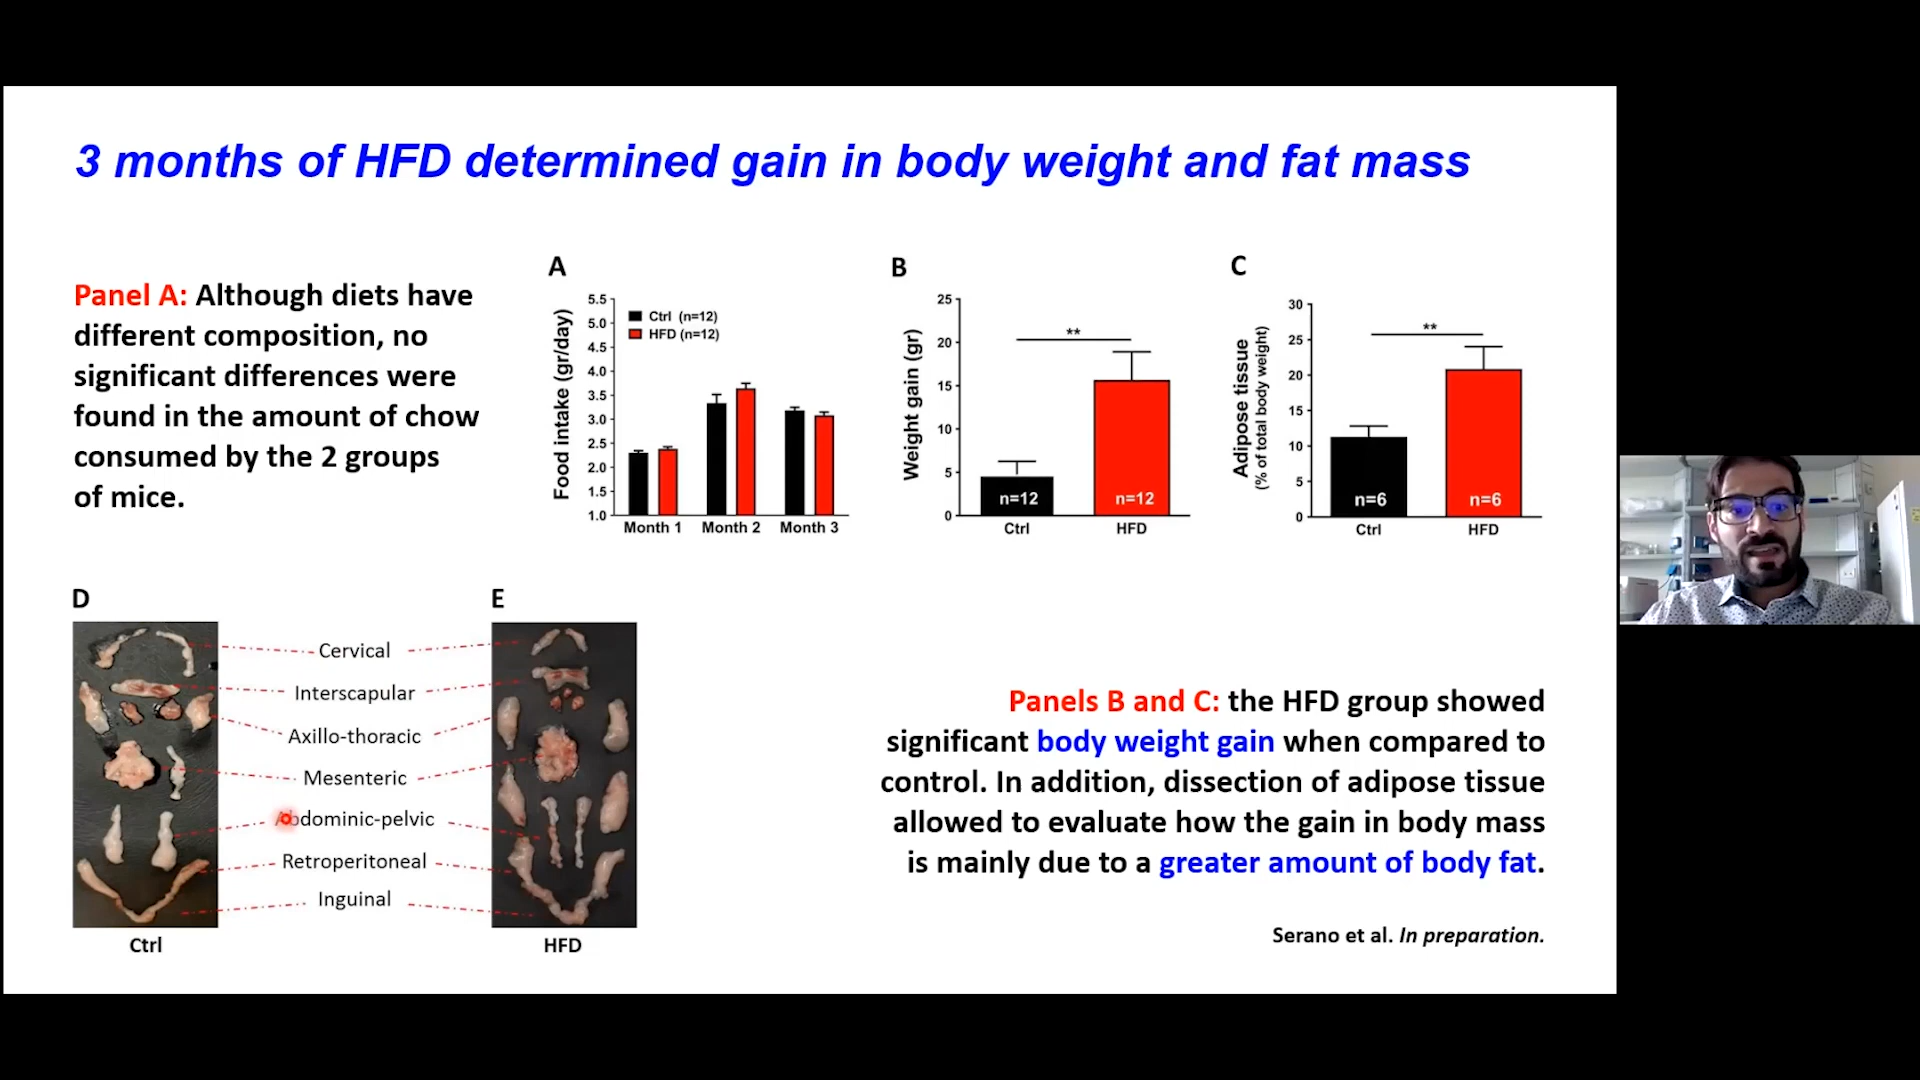 3 months of HFD determined gain in body weight and fat mass
Panel A: Although diets have
different composition, no
significant differences were
found in the amount of chow
consumed by the 2 groups
of mice.
A
Food intake (gr/day)
5.5
5.0
4.5
4.0
3.5
3.0
2.5
2.0
1.5
1.0
Ctrl (n=12)
HFD (n=12)
Month 1 Month 2 Month 3
B
Weight gain (gr)
25
20
15
10
5
0
**
n=12 n=12
Ctrl HFD
C
Adipose tissue
(% of total body weight)
30
25
20
15
10
5
0
**
n=6 n=6
Ctrl HFD
D
E
Cervical
Interscapular
Axillo-thoracic
Mesenteric
Abdominic-pelvic
Retroperitoneal
Inguinal
Ctrl
HFD
Panels B and C: the HFD group showed
significant body weight gain when compared to
control. In addition, dissection of adipose tissue
allowed to evaluate how the gain in body mass
is mainly due to a greater amount of body fat.
Serano et al. In preparation.